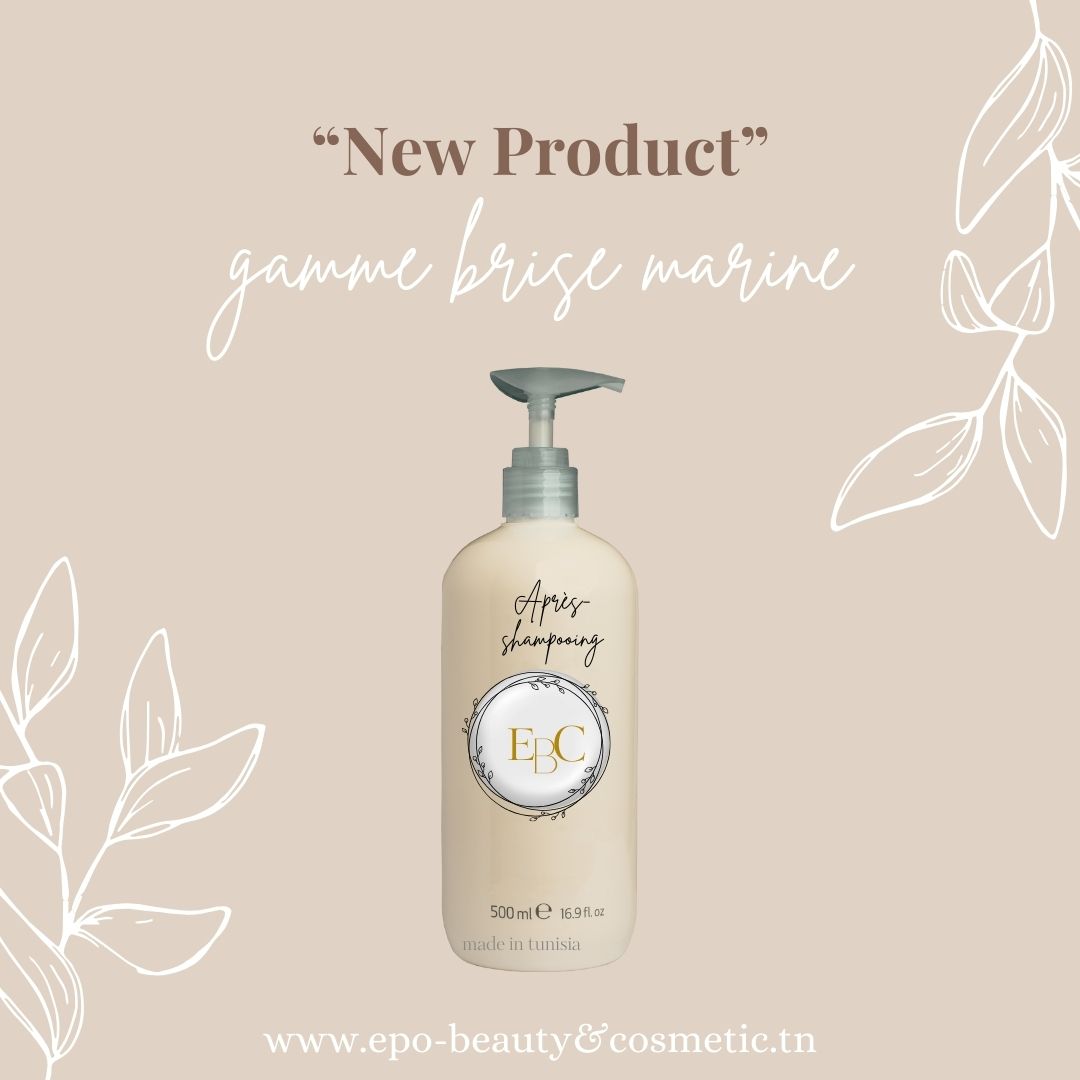 “New Product”
gamme brise marine
Après-
shampooing
EBC
500 ml ℮ 16.9 fl. oz
made in tunisia
www.epo-beauty&cosmetic.tn